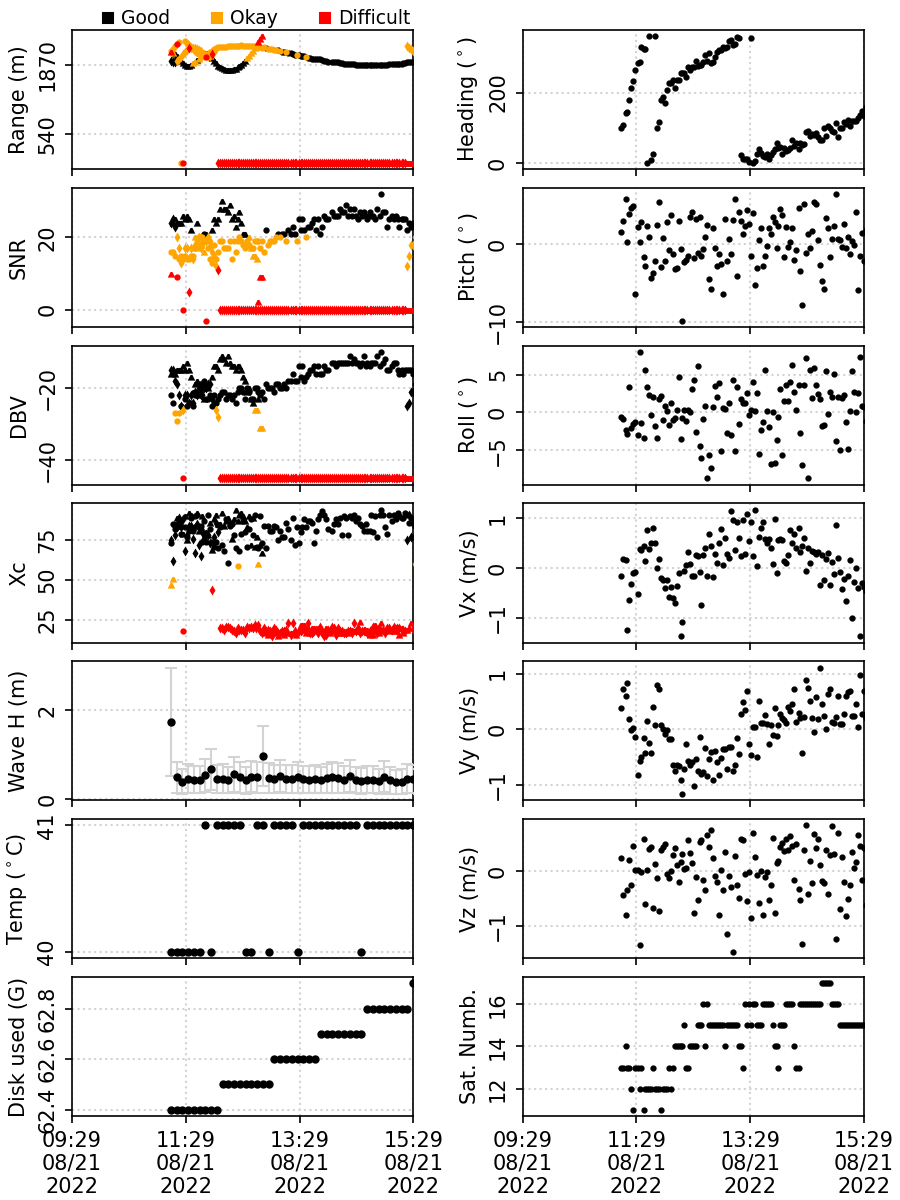 Good Okay Difficult
Range (m)
1870
540
Heading (°)
200
0
SNR
20
0
Pitch (°)
0
−10
DBV
−20
−40
Roll (°)
5
0
−5
Xc
75
50
25
Vx (m/s)
1
0
−1
Wave H (m)
2
0
Vy (m/s)
1
0
−1
Temp (°C)
41
40
Vz (m/s)
0
−1
Disk used (G)
62.8
62.6
62.4
Sat. Numb.
16
14
12
09:29 11:29 13:29 15:29 09:29 11:29 13:29 15:29
08/21 08/21 08/21 08/21 08/21 08/21 08/21 08/21
2022 2022 2022 2022 2022 2022 2022 2022